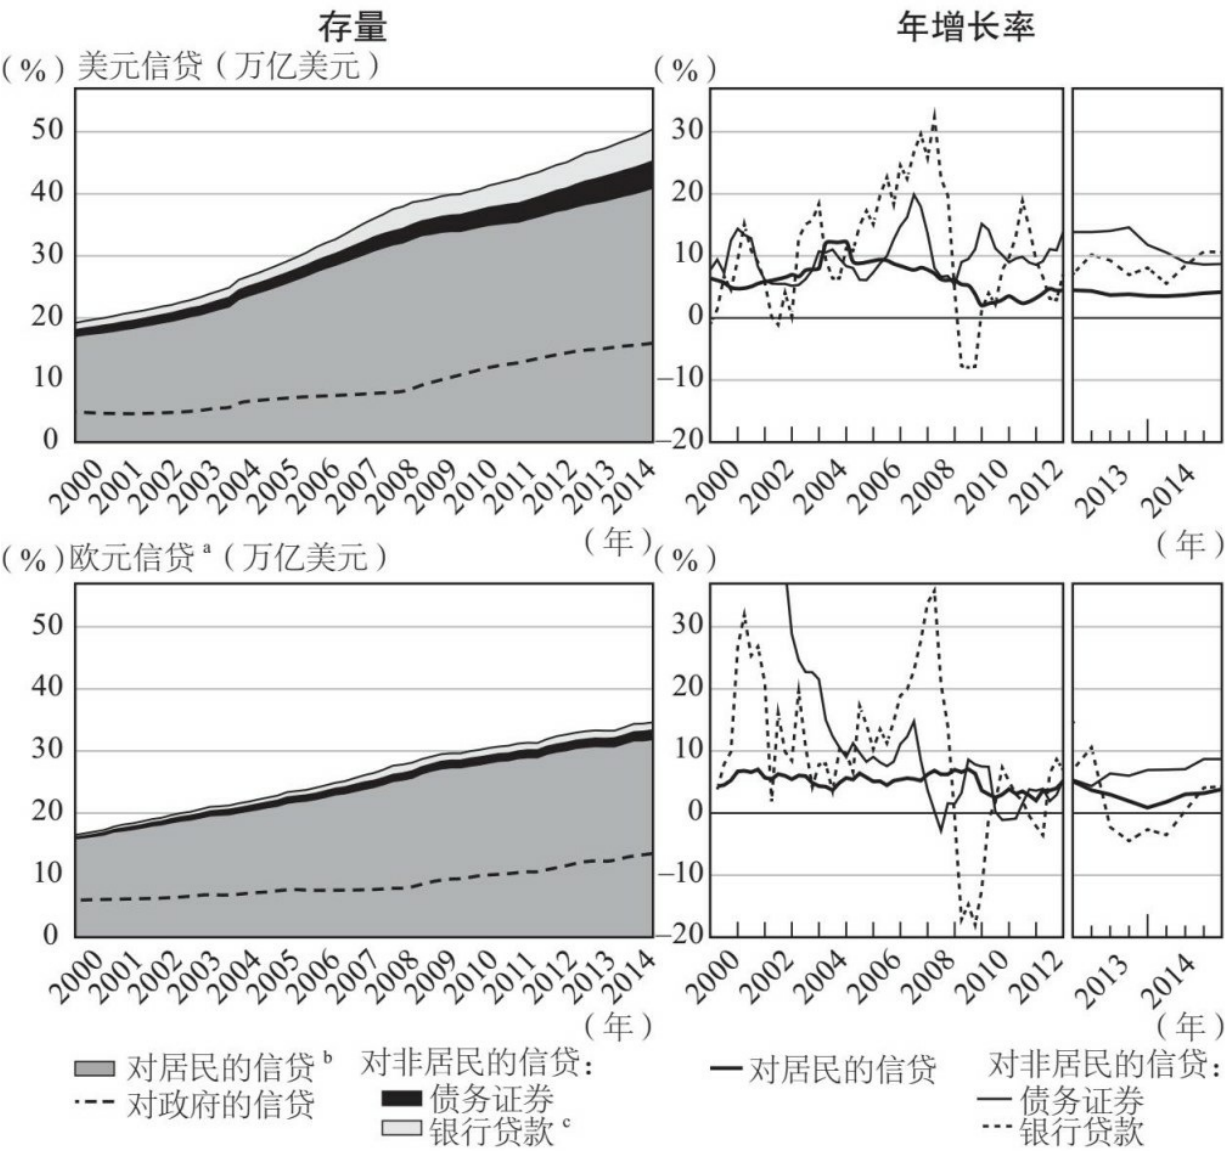 存量
年增长率
(%) 美元信贷（万亿美元）
(%)
50
40
30
20
10
0
30
20
10
0
–10
–20
2000 2001 2002 2003 2004 2005 2006 2007 2008 2009 2010 2011 2012 2013 2014
（年）
2000 2002 2004 2006 2008 2010 2012 2013 2014
（年）
(%) 欧元信贷 a（万亿美元）
(%)
50
40
30
20
10
0
30
20
10
0
–10
–20
2000 2001 2002 2003 2004 2005 2006 2007 2008 2009 2010 2011 2012 2013 2014
（年）
2000 2002 2004 2006 2008 2010 2012 2013 2014
（年）
对居民的信贷 b
对政府的信贷
对非居民的信贷：
债务证券
银行贷款 c
对居民的信贷
对非居民的信贷：
债务证券
银行贷款